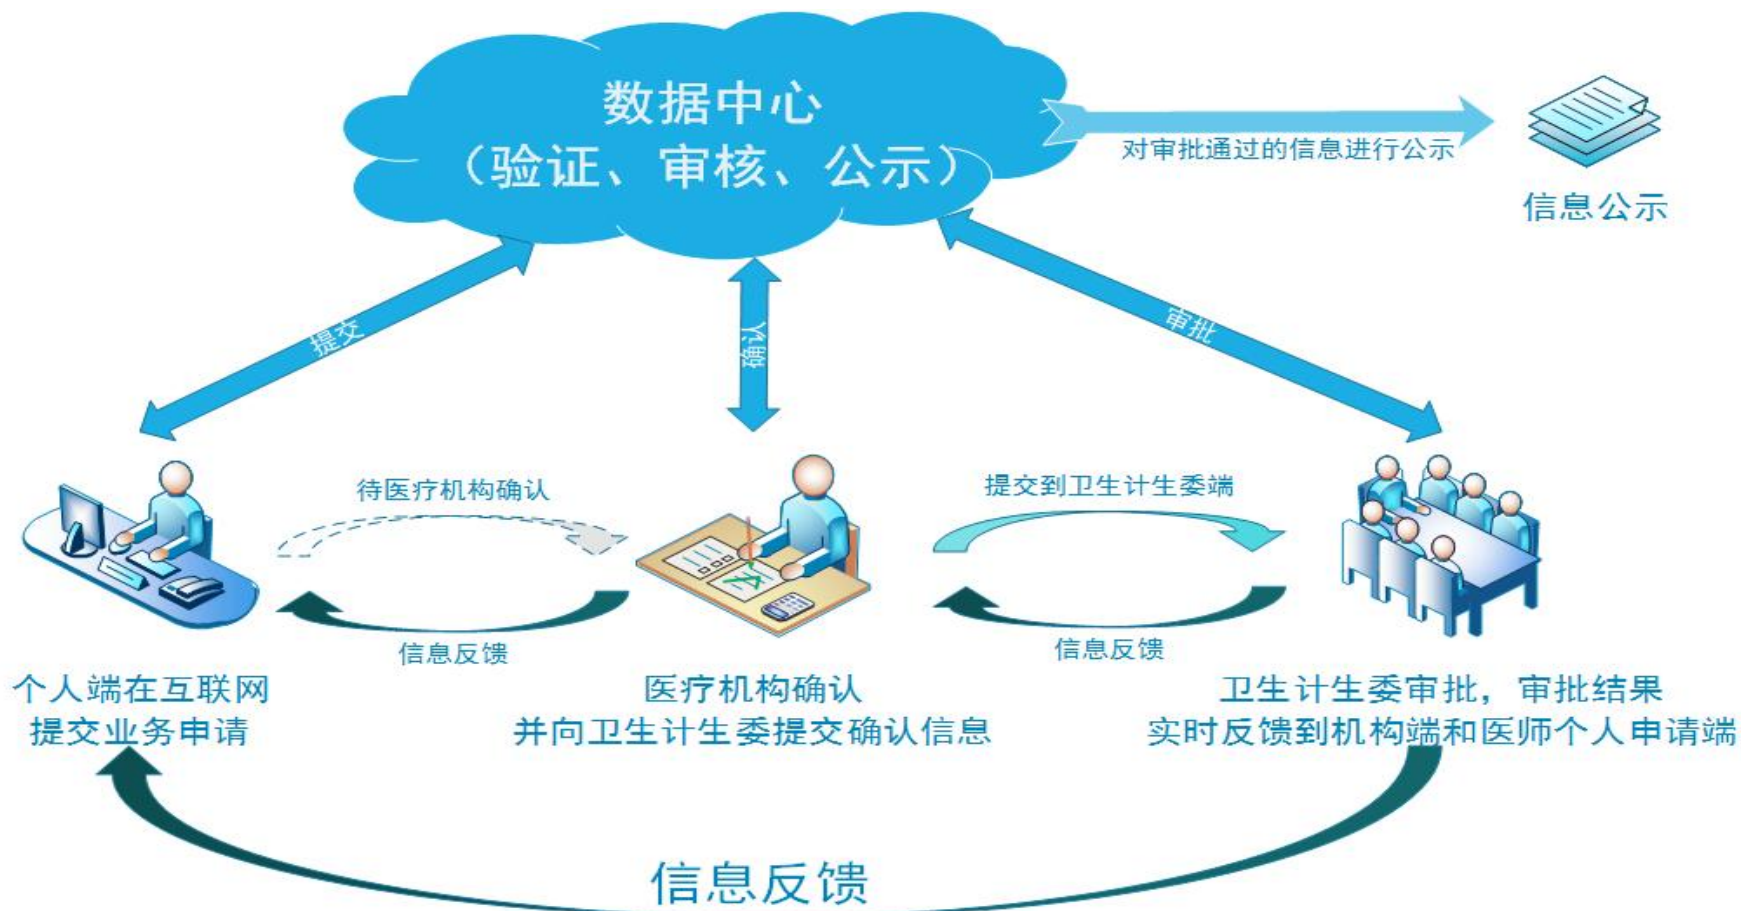 数据中心
（验证、审核、公示）
对审批通过的信息进行公示
信息公示
提交
确认
审批
待医疗机构确认
提交到卫生计生委端
信息反馈
信息反馈
个人端在互联网
提交业务申请
医疗机构确认
并向卫生计生委提交确认信息
卫生计生委审批，审批结果
实时反馈到机构端和医师个人申请端
信息反馈